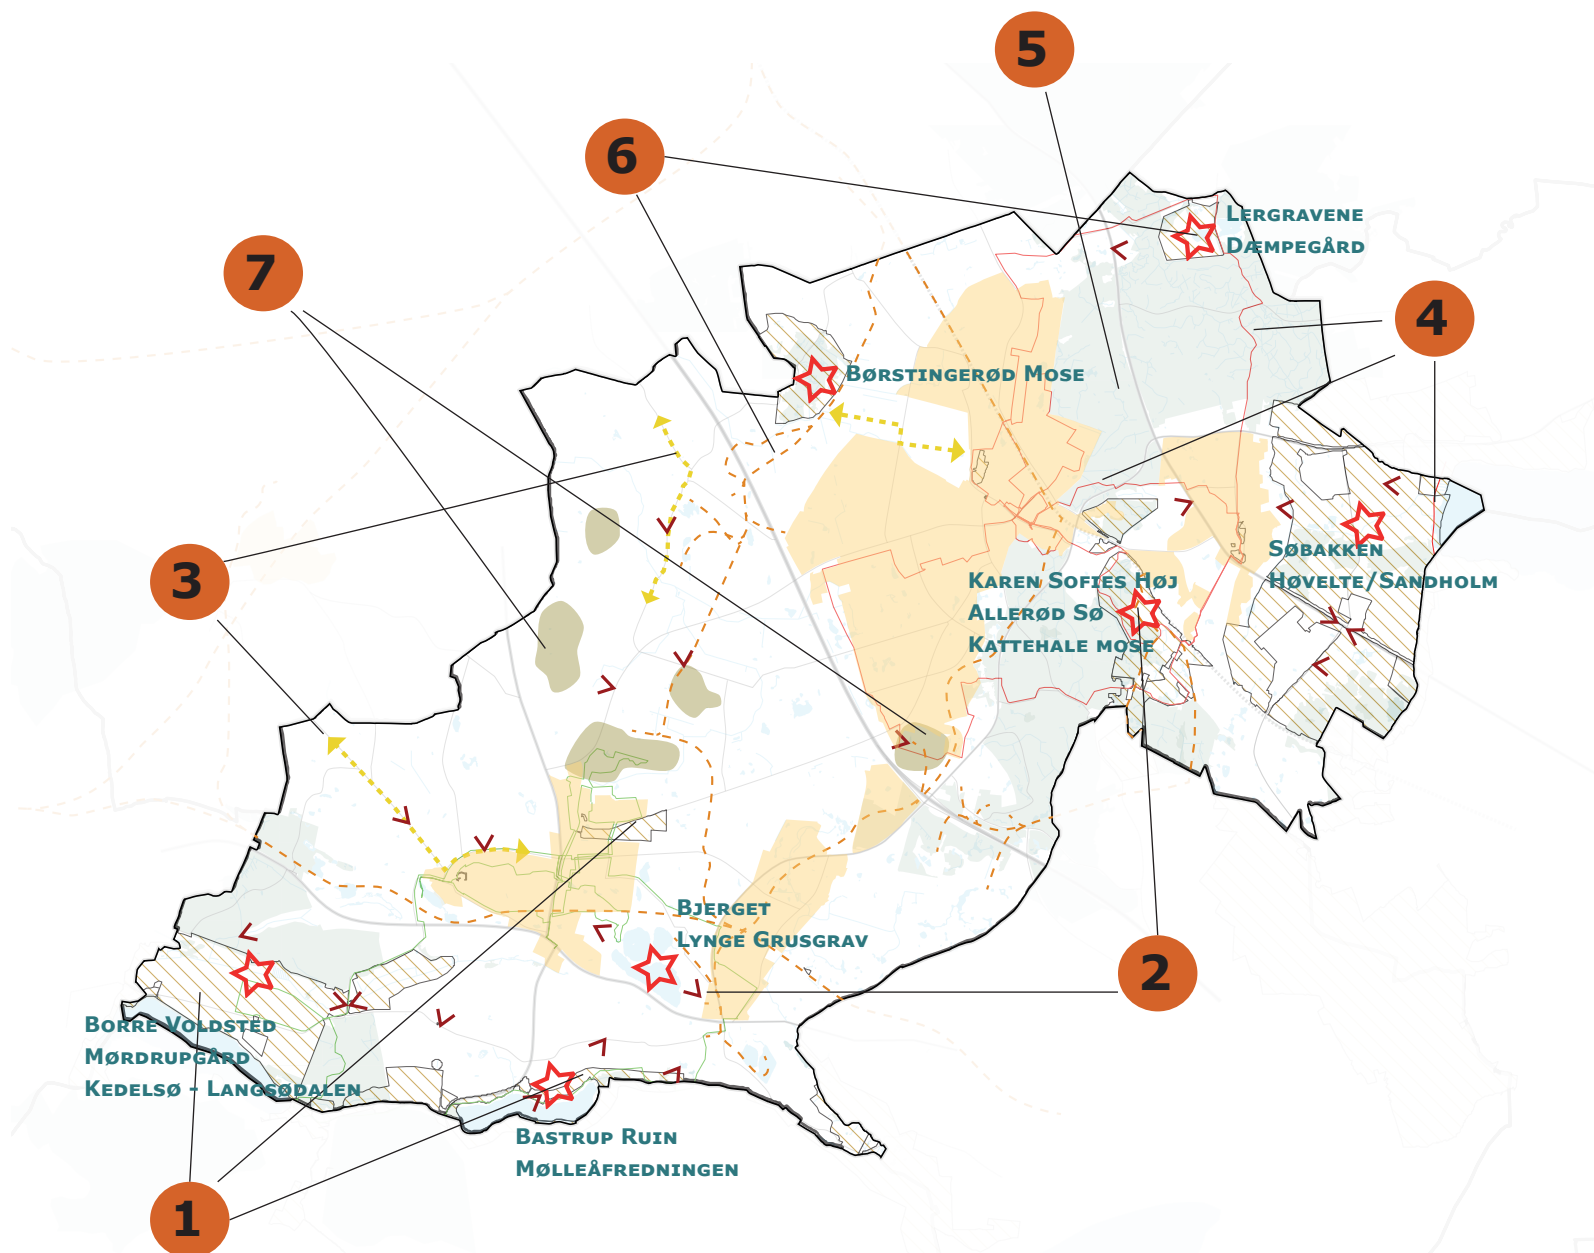 5
6
Lergravene
Dæmpegård
7
4
Børstingerød Mose
Søbakken
Høvelte/Sandholm
3
Karen Sofies Høj
Allerød Sø
Kattehale mose
Bjerget
Lynge Grusgrav
2
Borre Voldsted
Mørdrupgård
Kedelsø - Langsødalen
Bastrup Ruin
Mølleåfredningen
1